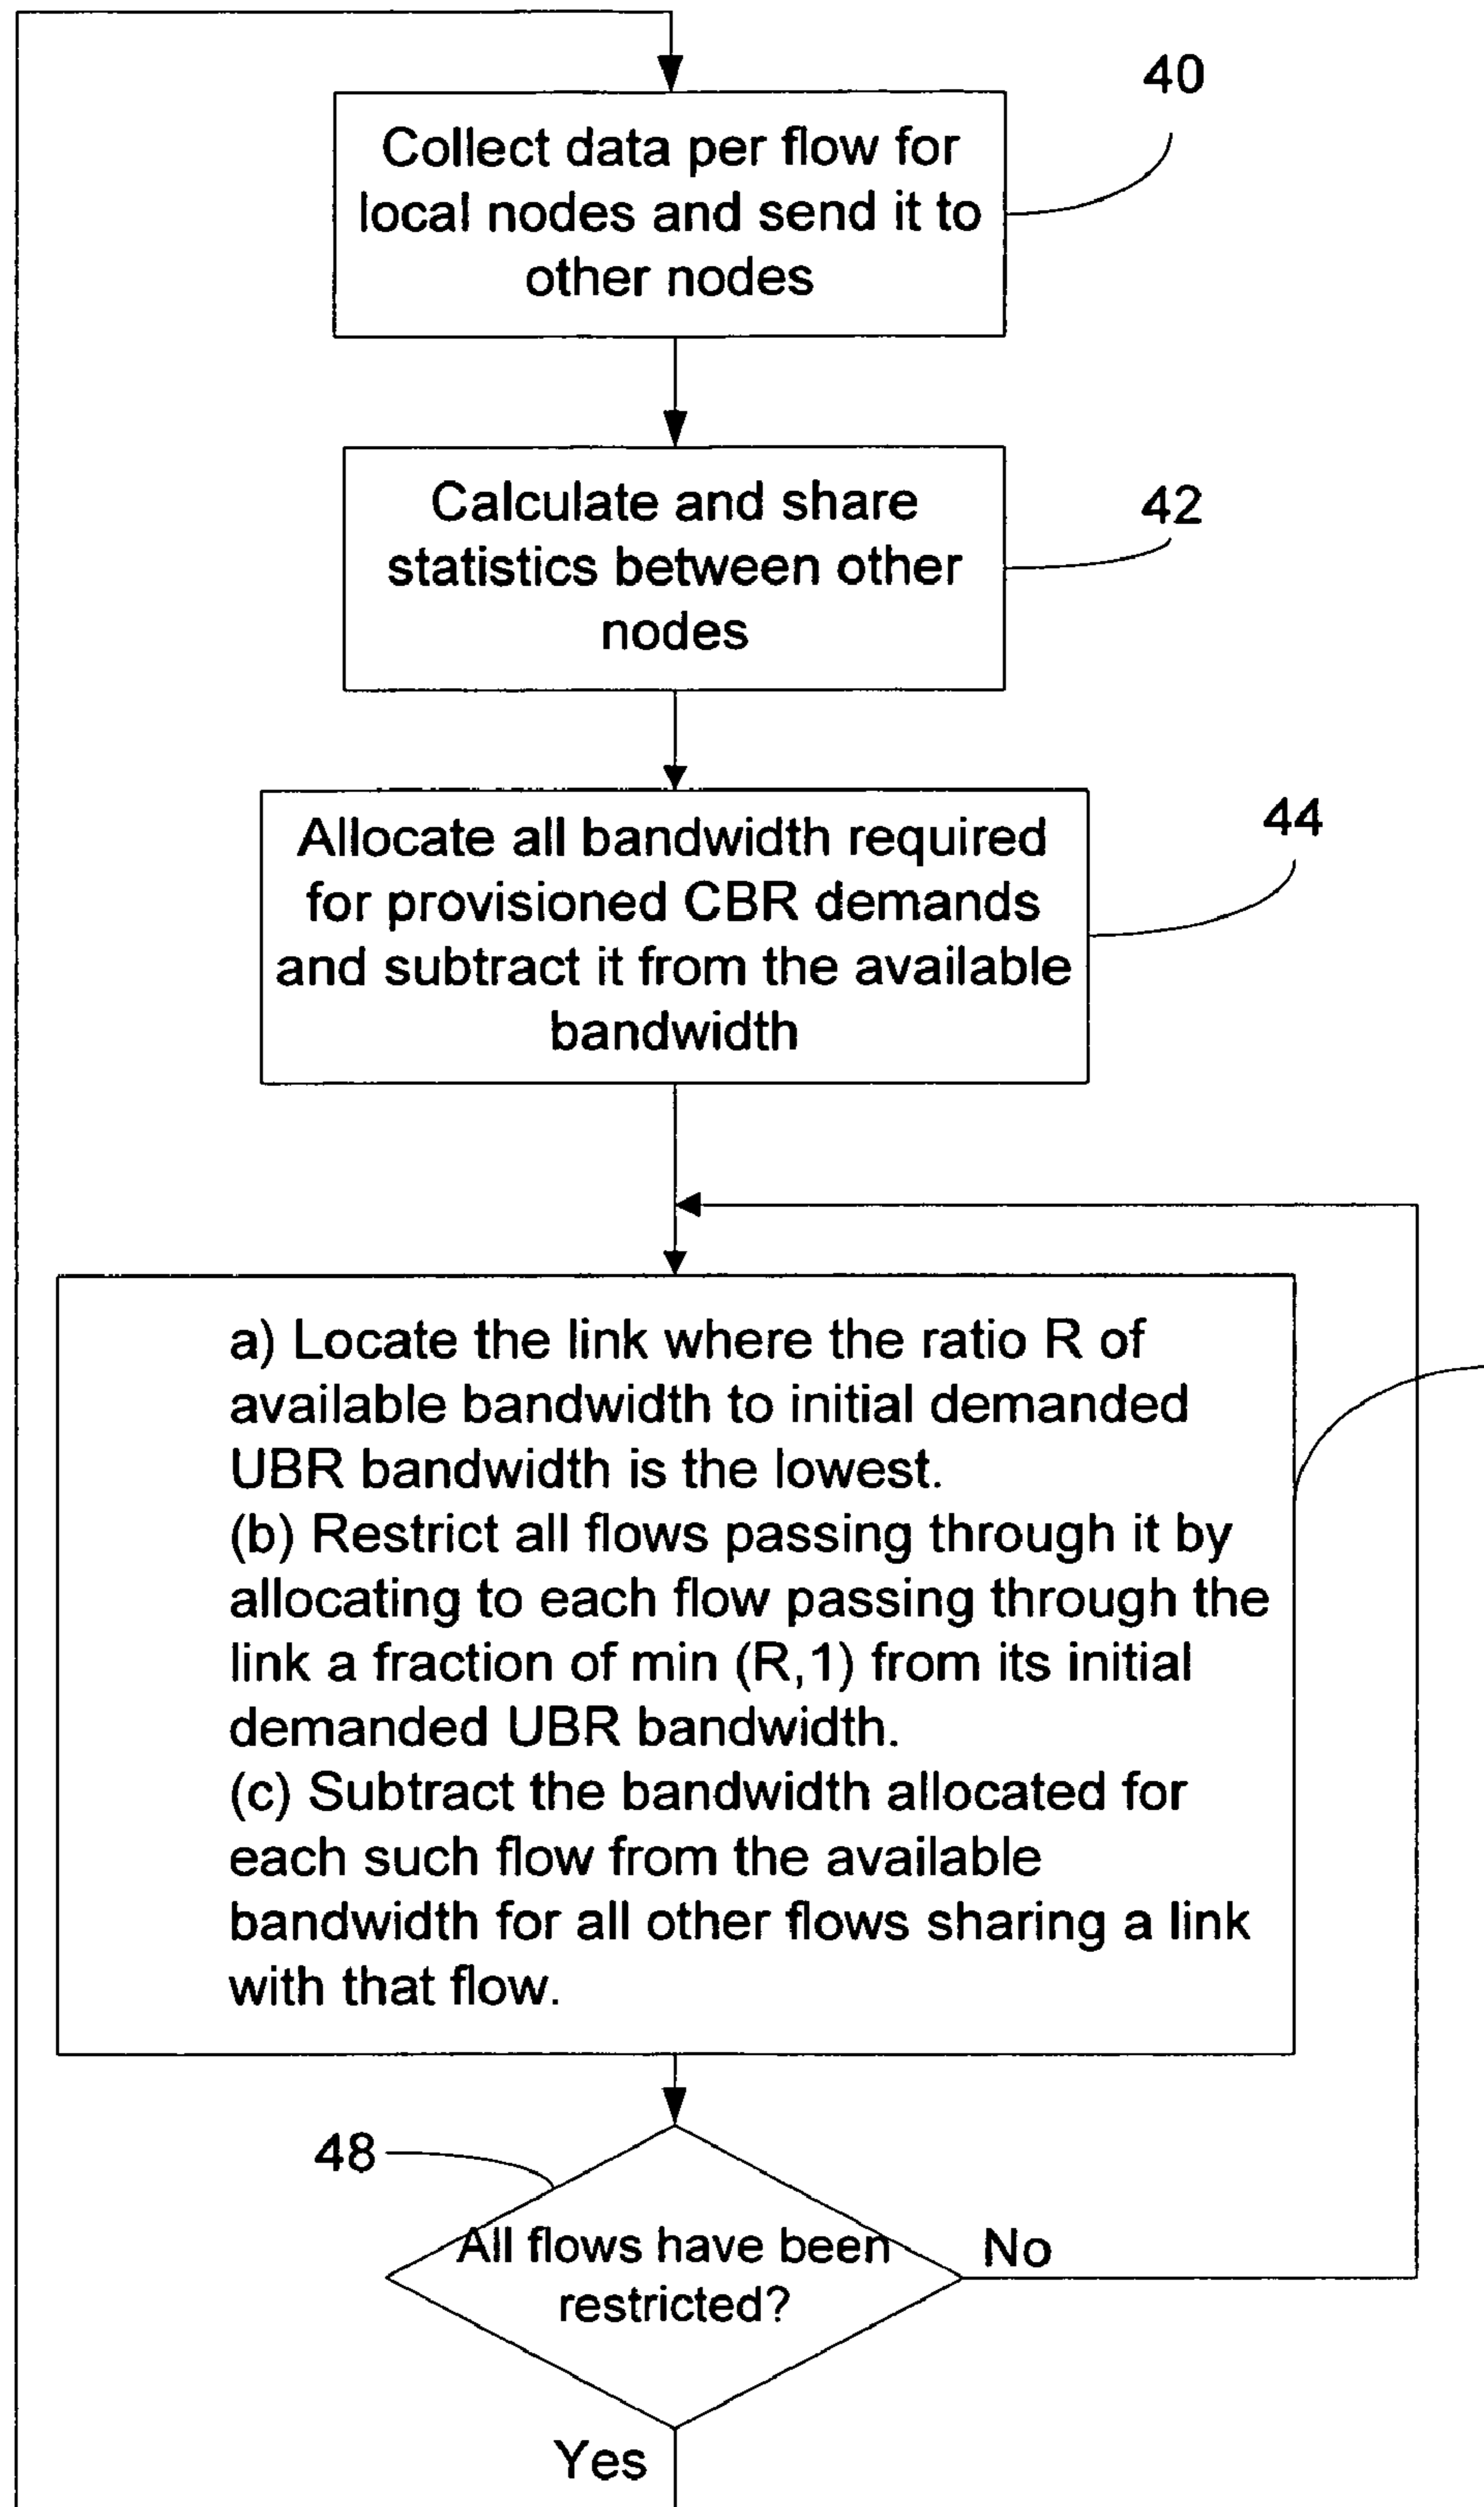 40
Collect data per flow for
local nodes and send it to
other nodes
42
Calculate and share
statistics between other
nodes
44
Allocate all bandwidth required
for provisioned CBR demands
and subtract it from the available
bandwidth
a) Locate the link where the ratio R of
available bandwidth to initial demanded
UBR bandwidth is the lowest.
(b) Restrict all flows passing through it by
allocating to each flow passing through the
link a fraction of min (R,1) from its initial
demanded UBR bandwidth.
(c) Subtract the bandwidth allocated for
each such flow from the available
bandwidth for all other flows sharing a link
with that flow.
48
All flows have been
restricted?
No
Yes